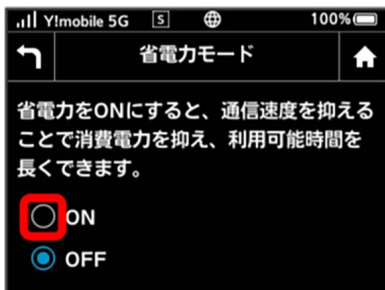 Y!mobile 5G S 100%
省電力モード
省電力をONにすると、通信速度を抑える
ことで消費電力を抑え、利用可能時間を
長くできます。
ON
OFF